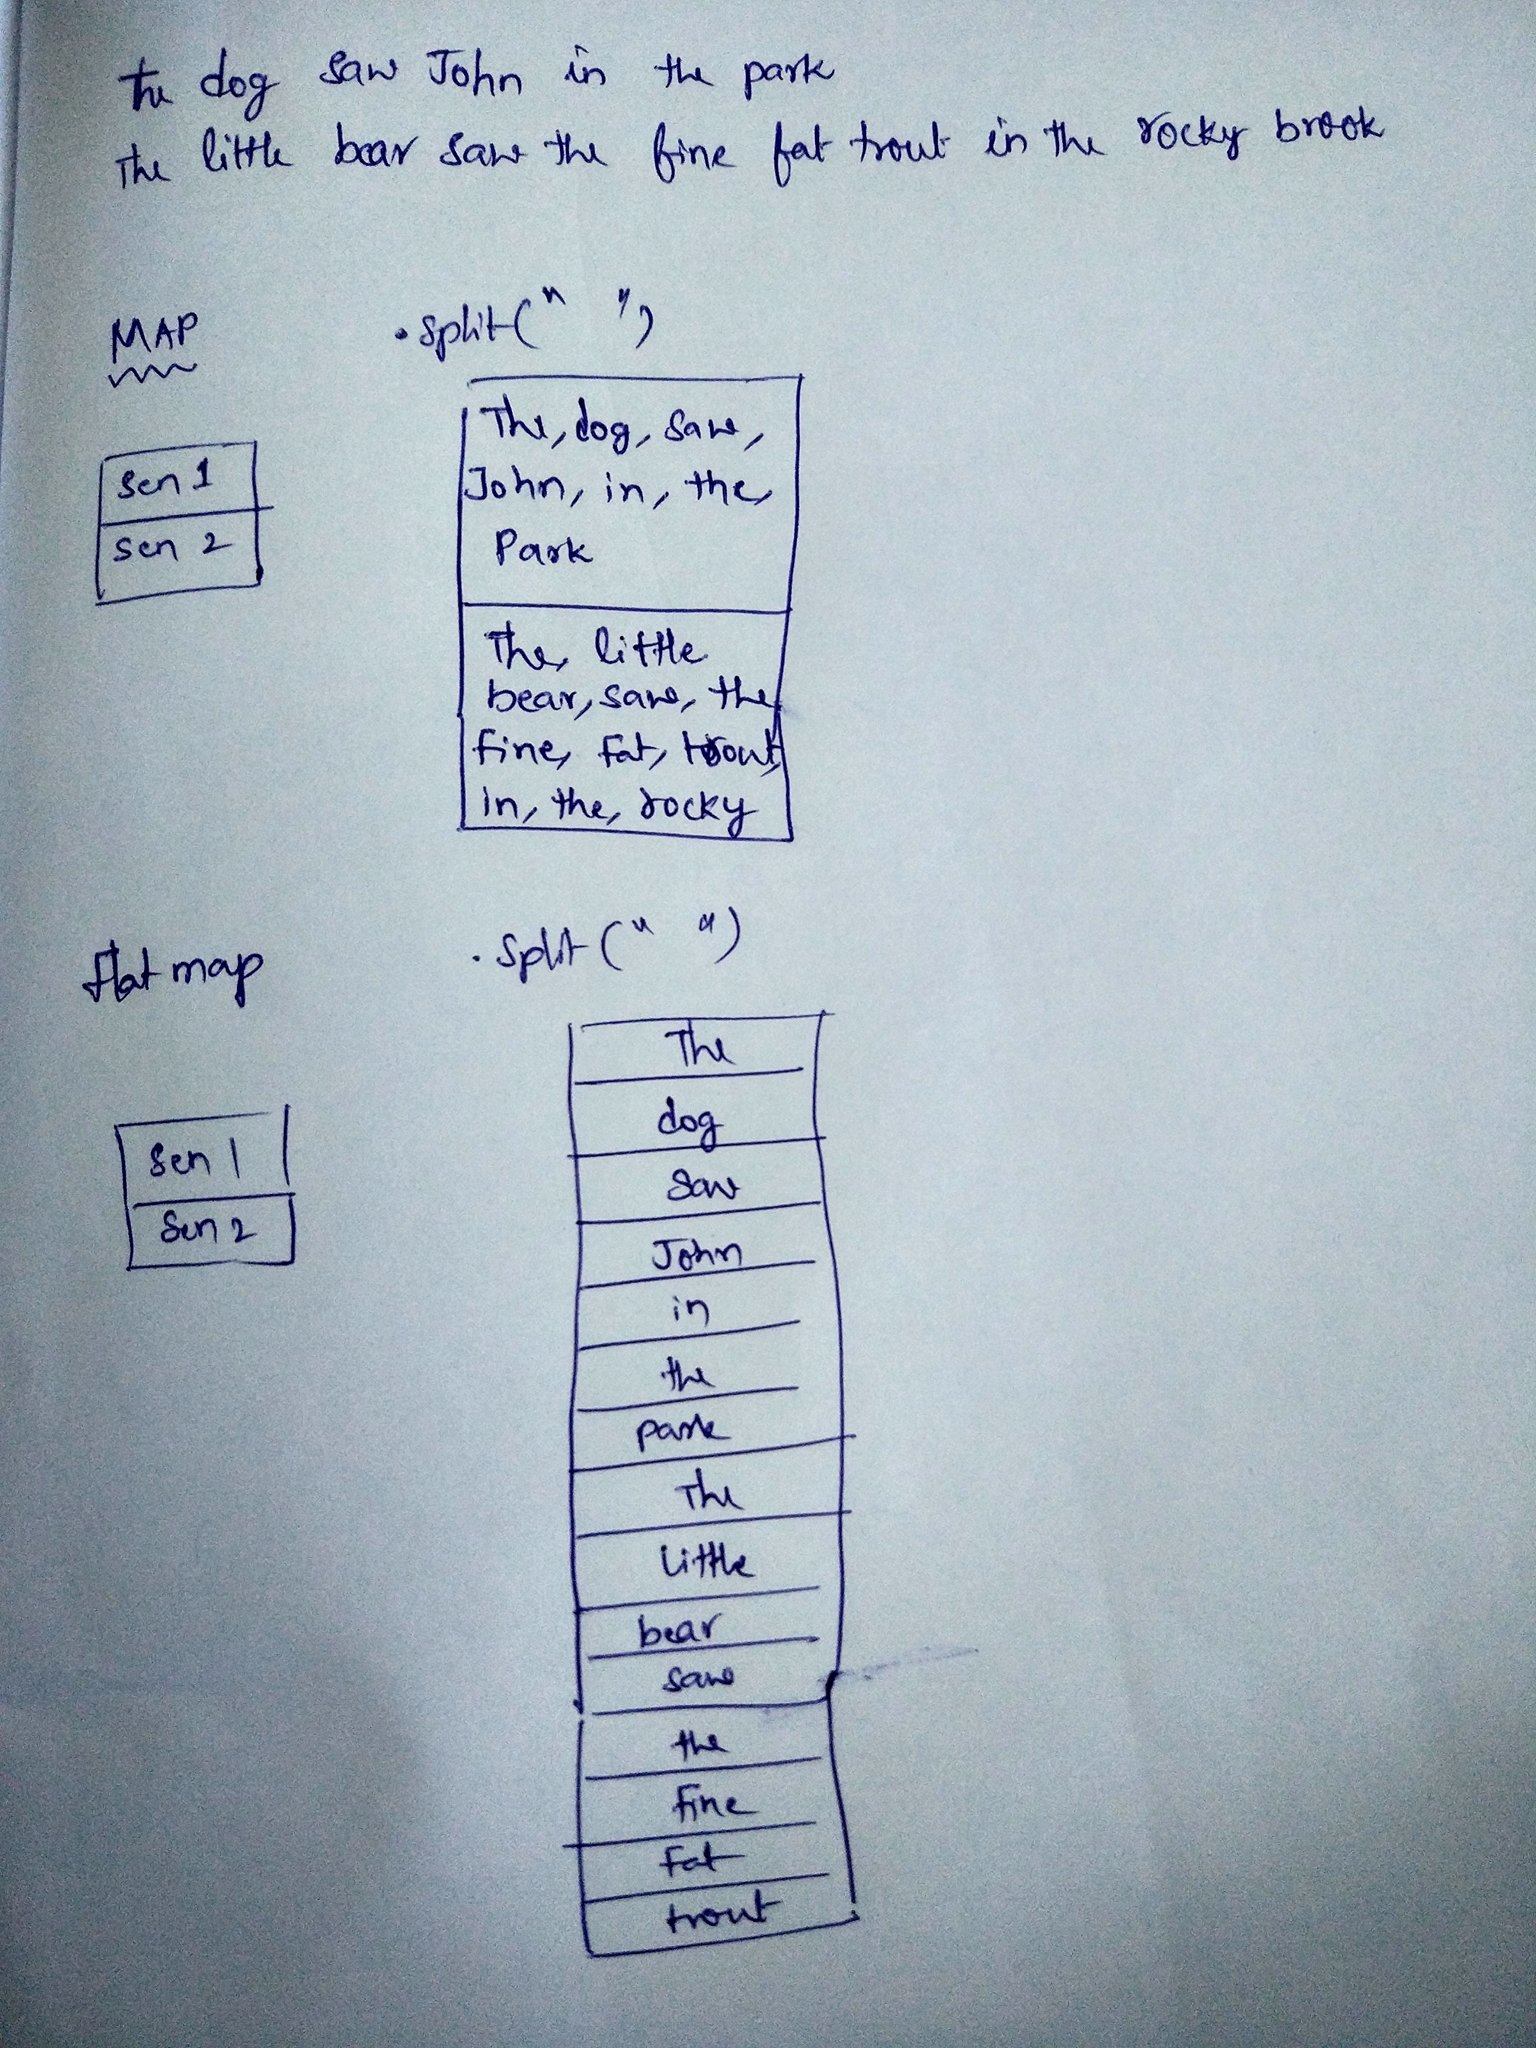 The dog saw John in the park
The little bear saw the fine fat trout in the rocky brook
MAP
.split(" ")
Sen 1
Sen 2
The, dog, saw,
John, in, the,
Park
The, little
bear, saw, the
fine, fat, trout,
in, the, rocky
flat map
.split(" ")
Sen 1
Sen 2
The
dog
saw
John
in
the
park
The
little
bear
saw
the
fine
fat
trout